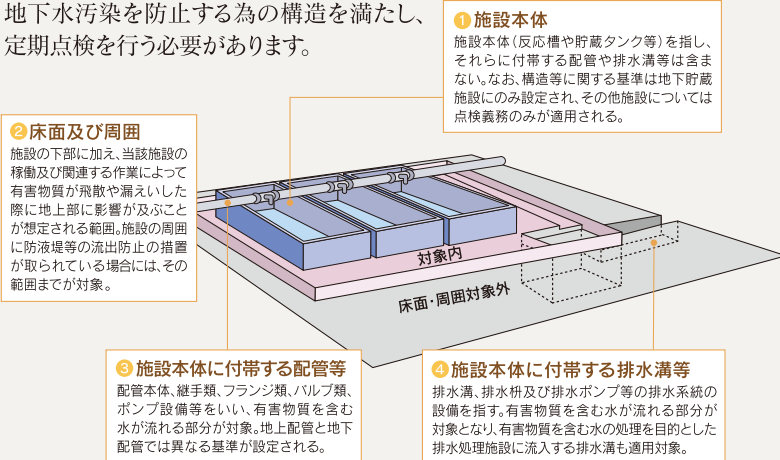 地下水汚染を防止する為の構造を満たし、
定期点検を行う必要があります。
①施設本体
施設本体（反応槽や貯蔵タンク等）を指し、
それらに付帯する配管や排水溝等は含ま
ない。なお、構造等に関する基準は地下貯蔵
施設にのみ設定され、その他施設については
点検義務のみが適用される。
②床面及び周囲
施設の下部に加え、当該施設の
稼働及び関連する作業によって
有害物質が飛散や漏えいした
際に地上部に影響が及ぶこと
が想定される範囲。施設の周囲
に防液堤等の流出防止の措置
が取られている場合には、その
範囲までが対象。
対象内
床面・周囲対象外
③施設本体に付帯する配管等
配管本体、継手類、フランジ類、バルブ類、
ポンプ設備等をいい、有害物質を含む
水が流れる部分が対象。地上配管と地下
配管では異なる基準が設定される。
④施設本体に付帯する排水溝等
排水溝、排水枡及び排水ポンプ等の排水系統の
設備を指す。有害物質を含む水が流れる部分が
対象となり、有害物質を含む水の処理を目的とした
排水処理施設に流入する排水溝も適用対象。